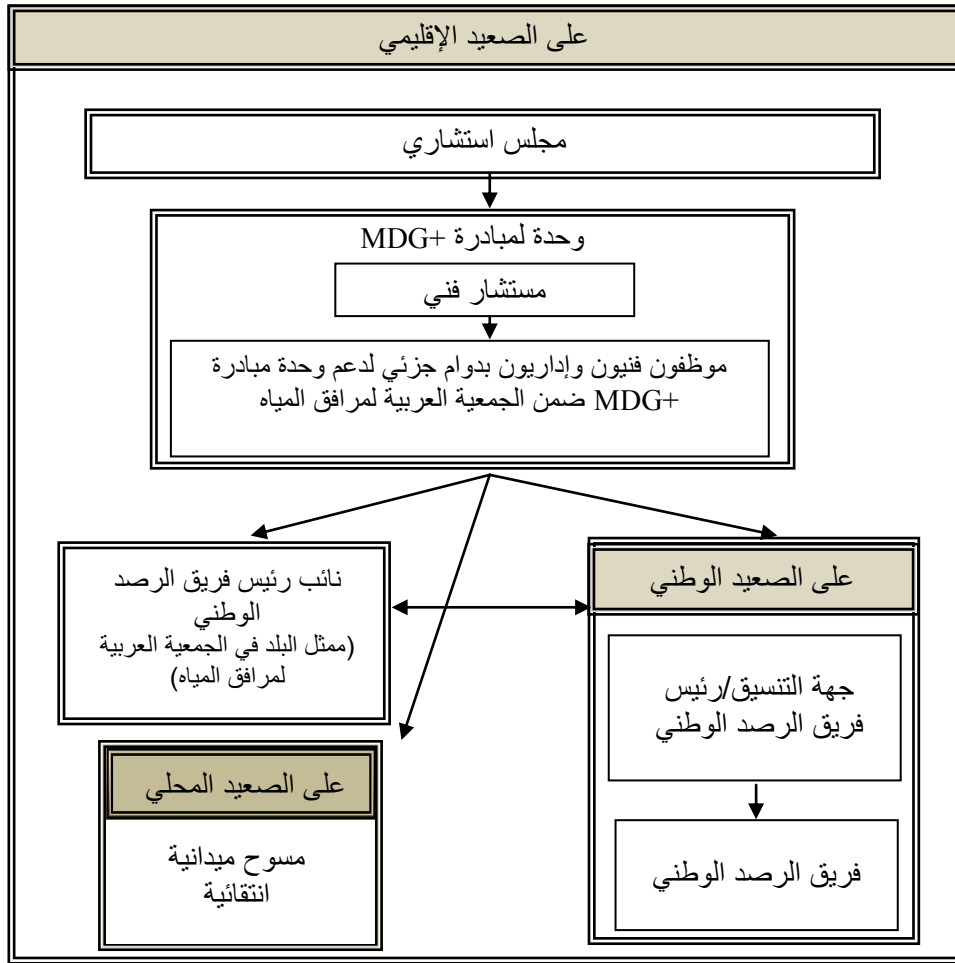 على الصعيد الإقليمي
مجلس استشاري
وحدة لمبادرة MDG+
مستشار فني
موظفون فنيون وإداريون بدوام جزئي لدعم وحدة مبادرة
MDG+ ضمن الجمعية العربية لمرافق المياه
على الصعيد الوطني
جهة التنسيق/رئيس
فريق الرصد الوطني
فريق الرصد الوطني
نائب رئيس فريق الرصد
الوطني
(ممثل البلد في الجمعية العربية
لمرافق المياه)
على الصعيد المحلي
مسوح ميدانية
انتقائية